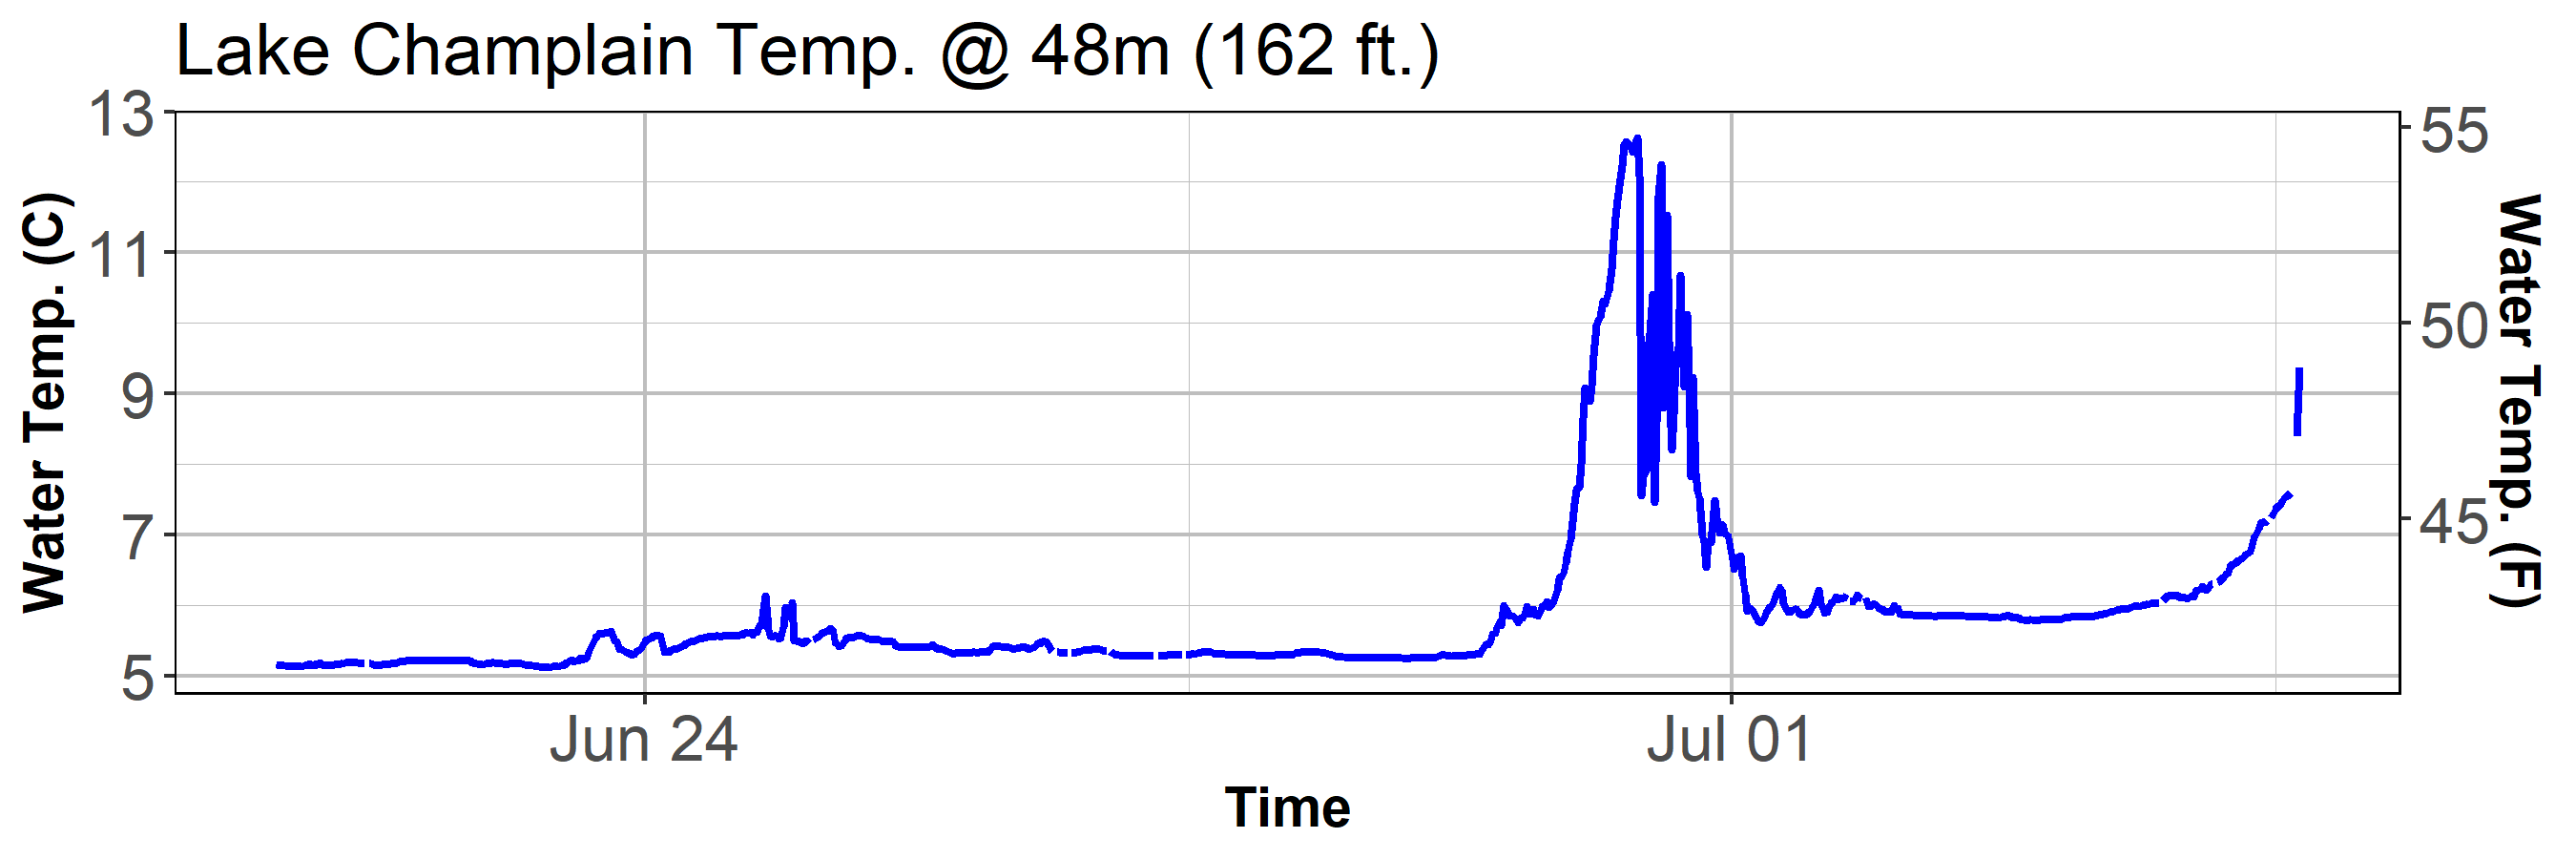 Lake Champlain Temp. @ 48m (162 ft.)
Water Temp. (C)
13
11
9
7
5
55
50
45
Water Temp. (F)
Jun 24
Jul 01
Time